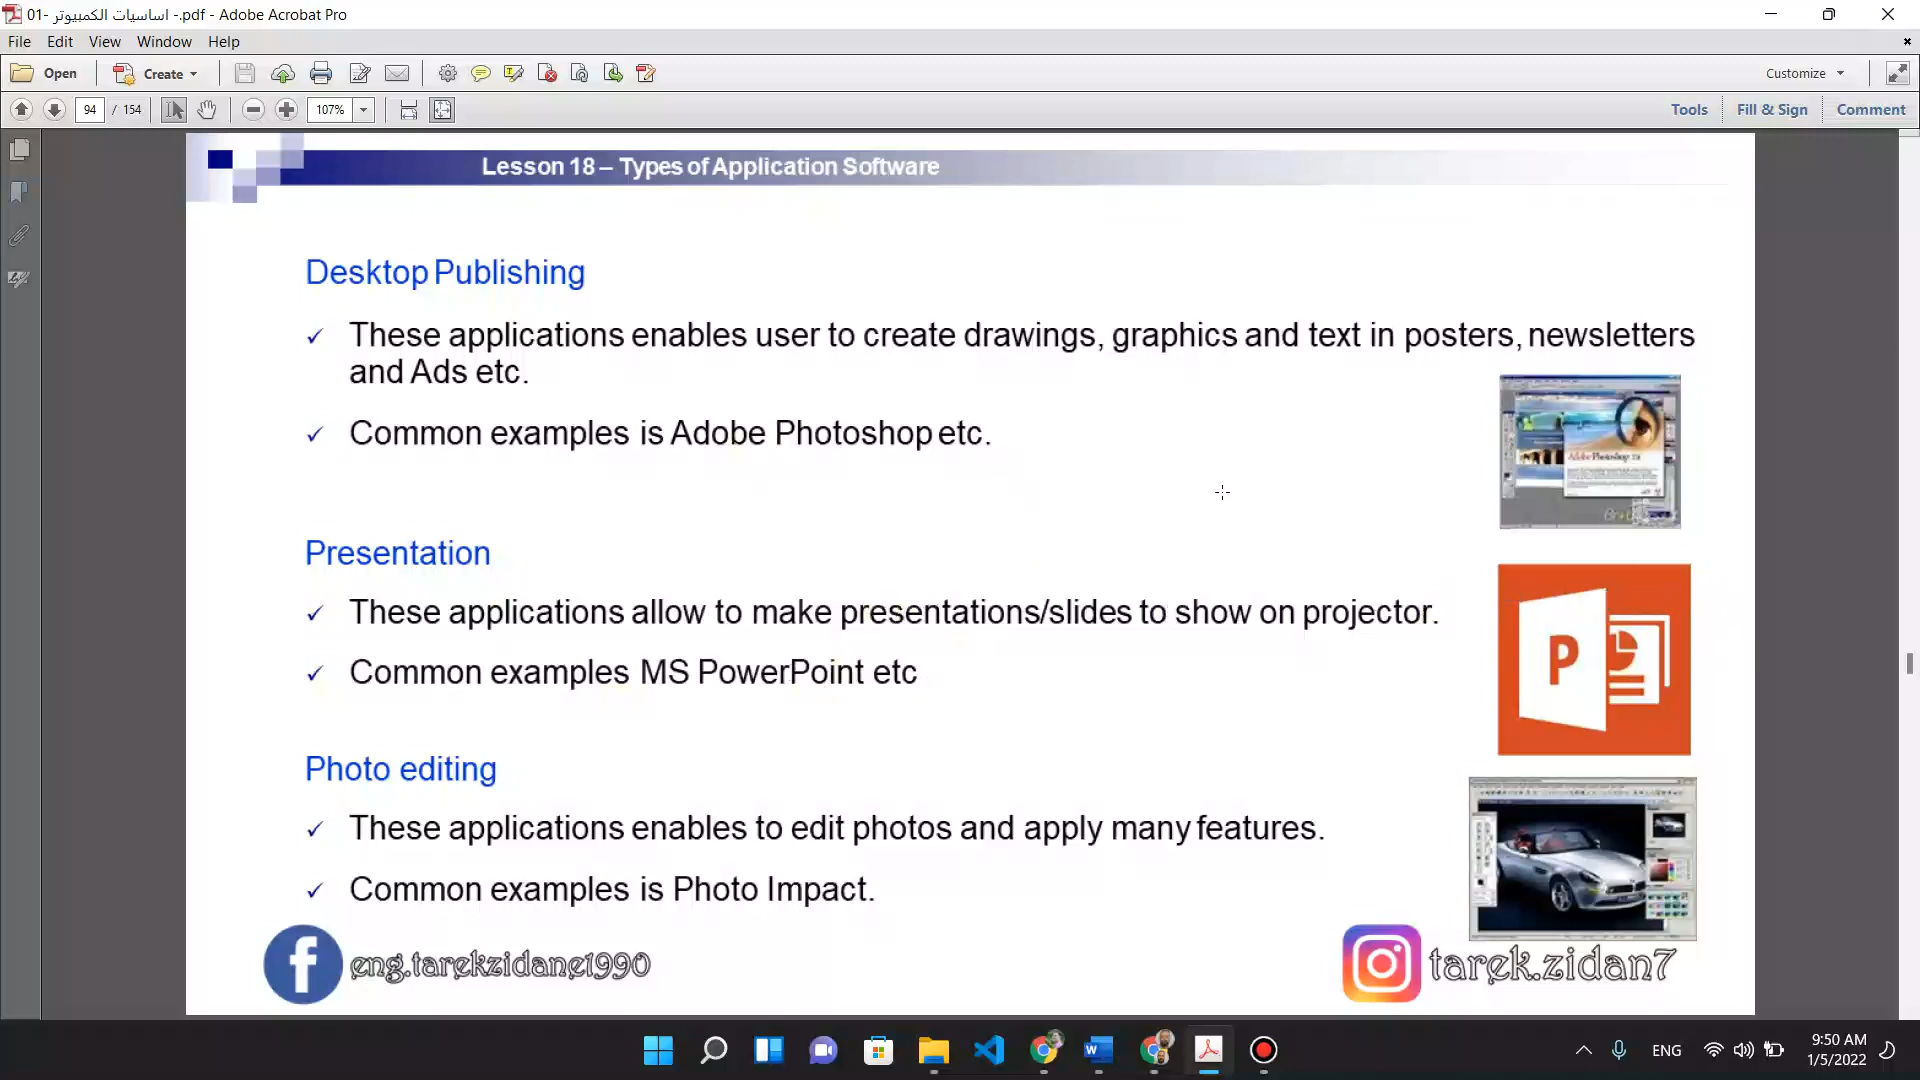 01- اساسيات الكمبيوتر -.pdf - Adobe Acrobat Pro
File Edit View Window Help
Open Create Customize
94 / 154 107% Tools Fill & Sign Comment
Lesson 18 – Types of Application Software
Desktop Publishing
✓ These applications enables user to create drawings, graphics and text in posters, newsletters
and Ads etc.
✓ Common examples is Adobe Photoshop etc.
Adobe Photoshop 7.0
Presentation
✓ These applications allow to make presentations/slides to show on projector.
✓ Common examples MS PowerPoint etc
P
Photo editing
✓ These applications enables to edit photos and apply many features.
✓ Common examples is Photo Impact.
eng.tarekzidane1990
tarek.zidan7
ENG 9:50 AM
1/5/2022